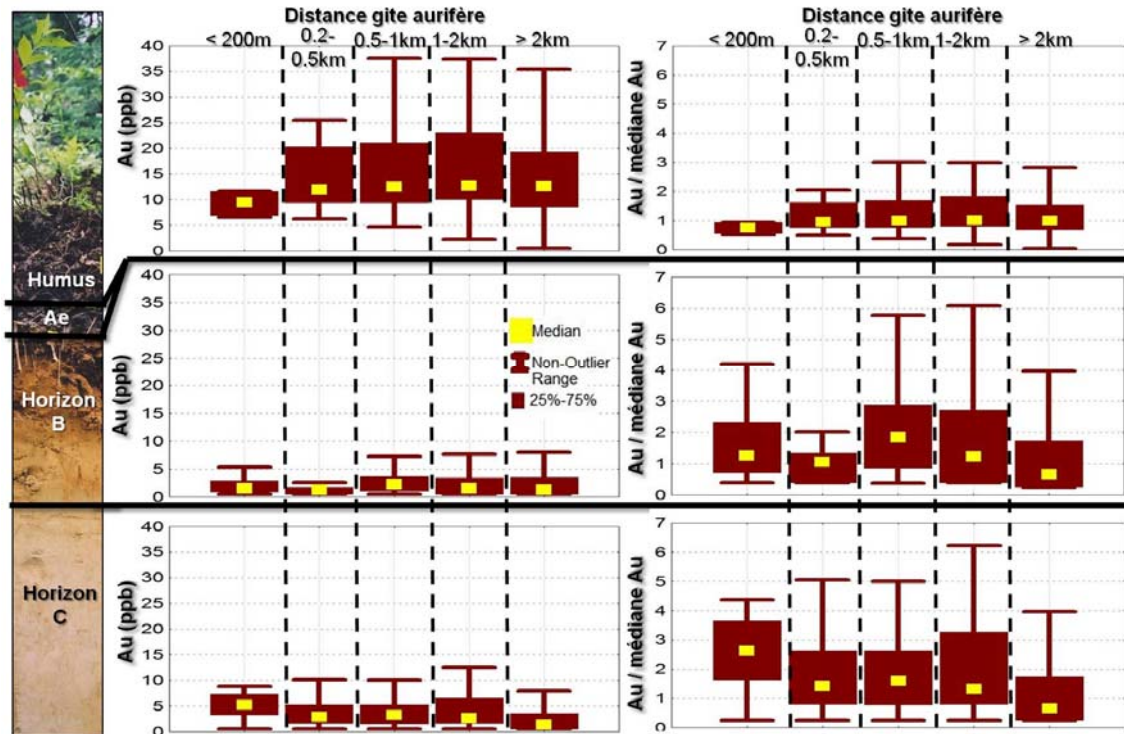 Distance gite aurifère
Distance gite aurifère
< 200m
0.2-
0.5km
0.5-1km
1-2km
> 2km
< 200m
0.2-
0.5km
0.5-1km
1-2km
> 2km
Humus
Au (ppb)
40
35
30
25
20
15
10
5
0
Au / médiane Au
7
6
5
4
3
2
1
0
Ae
Horizon
B
Au (ppb)
40
35
30
25
20
15
10
5
0
Median
Non-Outlier
Range
25%-75%
Au / médiane Au
7
6
5
4
3
2
1
0
Horizon
C
Au (ppb)
40
35
30
25
20
15
10
5
0
Au / médiane Au
7
6
5
4
3
2
1
0